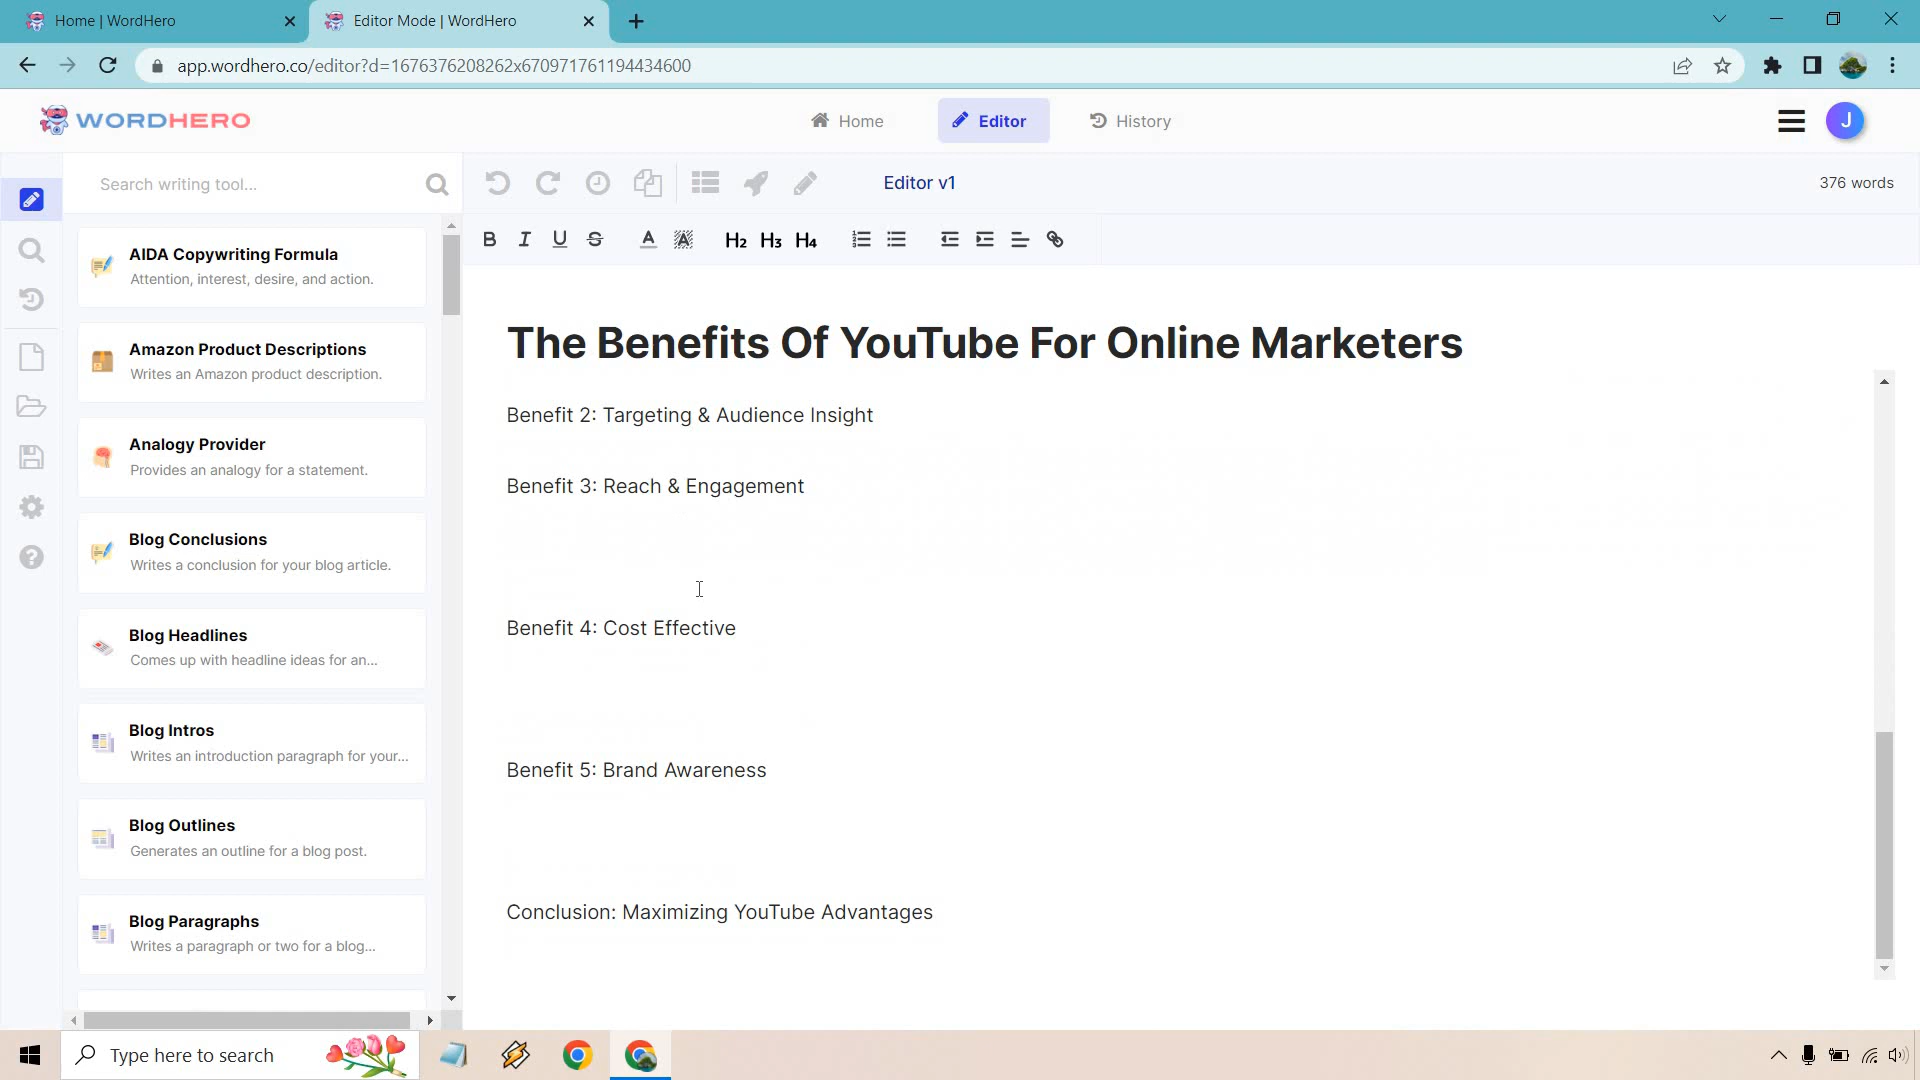 Home | WordHero
Editor Mode | WordHero
app.wordhero.co/editor?d=1676376208262x670971761194434600
WORDHERO
Home
Editor
History
J
Search writing tool...
Editor v1
376 words
B I U S A A H2 H3 H4
AIDA Copywriting Formula
Attention, interest, desire, and action.
Amazon Product Descriptions
Writes an Amazon product description.
Analogy Provider
Provides an analogy for a statement.
Blog Conclusions
Writes a conclusion for your blog article.
Blog Headlines
Comes up with headline ideas for an...
Blog Intros
Writes an introduction paragraph for your...
Blog Outlines
Generates an outline for a blog post.
Blog Paragraphs
Writes a paragraph or two for a blog...
The Benefits Of YouTube For Online Marketers
Benefit 2: Targeting & Audience Insight
Benefit 3: Reach & Engagement
Benefit 4: Cost Effective
Benefit 5: Brand Awareness
Conclusion: Maximizing YouTube Advantages
Type here to search